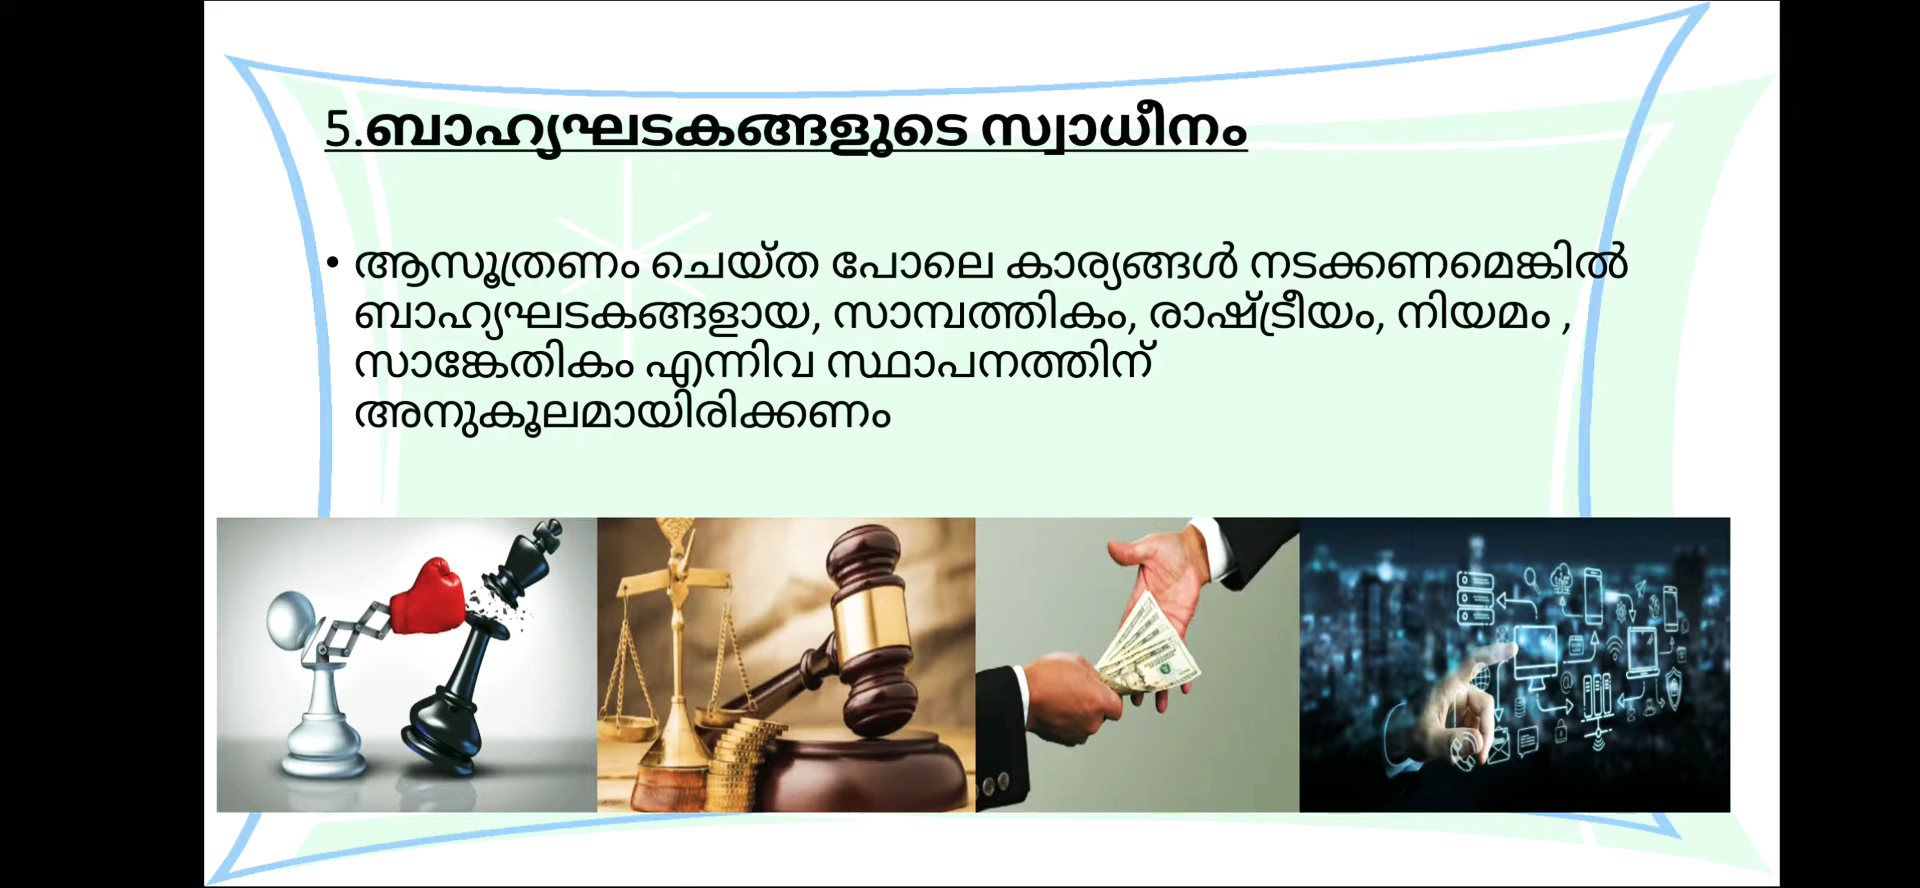 5.ബാഹ്യഘടകങ്ങളുടെ സ്വാധീനം
• ആസൂത്രണം ചെയ്ത പോലെ കാര്യങ്ങൾ നടക്കണമെങ്കിൽ
ബാഹ്യഘടകങ്ങളായ, സാമ്പത്തികം, രാഷ്ട്രീയം, നിയമം ,
സാങ്കേതികം എന്നിവ സ്ഥാപനത്തിന്
അനുകൂലമായിരിക്കണം